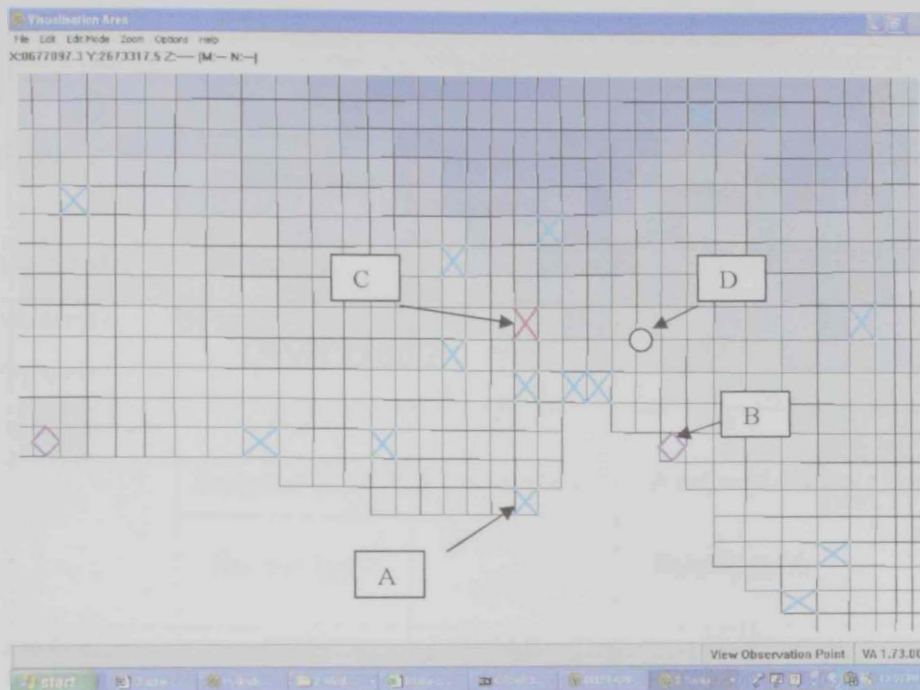 Visualisation Area
File Edit Edit Mode Zoom Options Help
X:0677097.3 Y:2673317.5 Z:---- [M:-- N:--]
C
D
B
A
View Observation Point VA 1.73.00
start